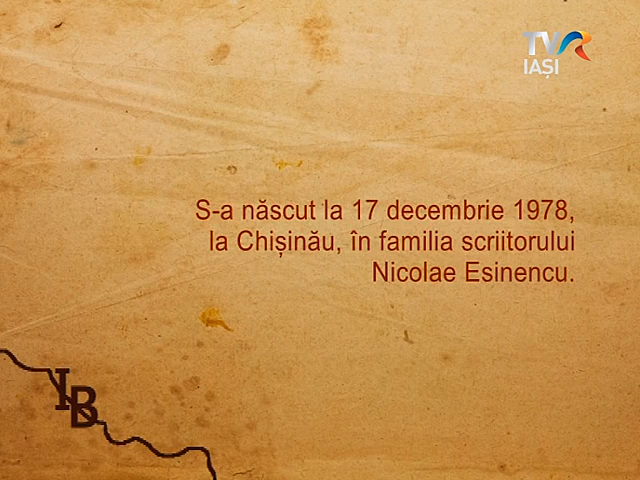 TVR
IAȘI
S-a născut la 17 decembrie 1978,
la Chișinău, în familia scriitorului
Nicolae Esinencu.
IB